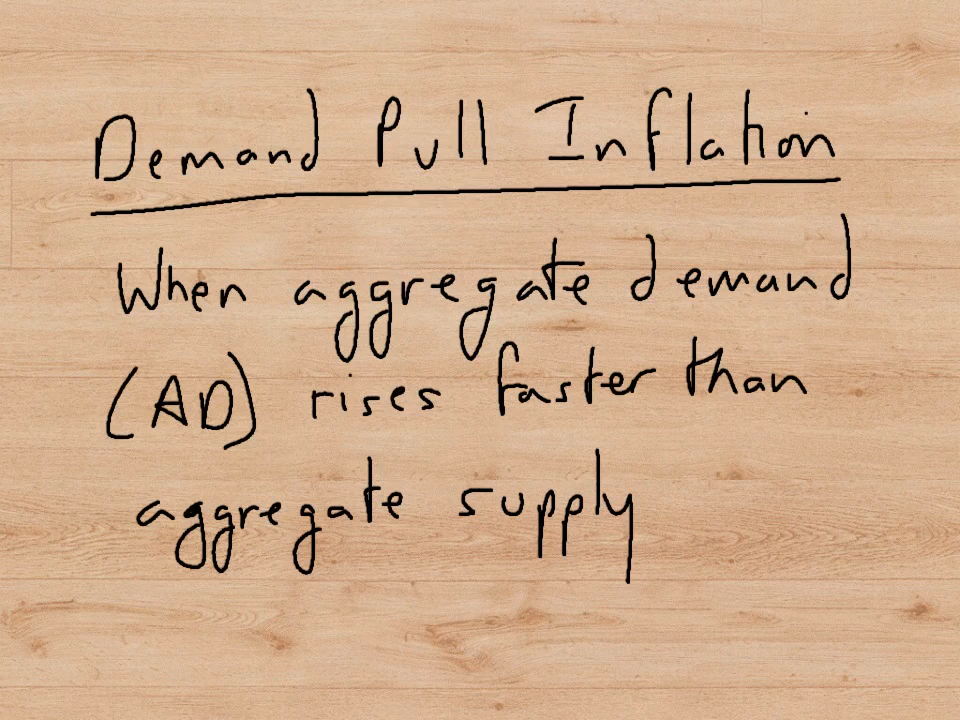 Demand Pull Inflation
When aggregate demand
(AD) rises faster than
aggregate supply